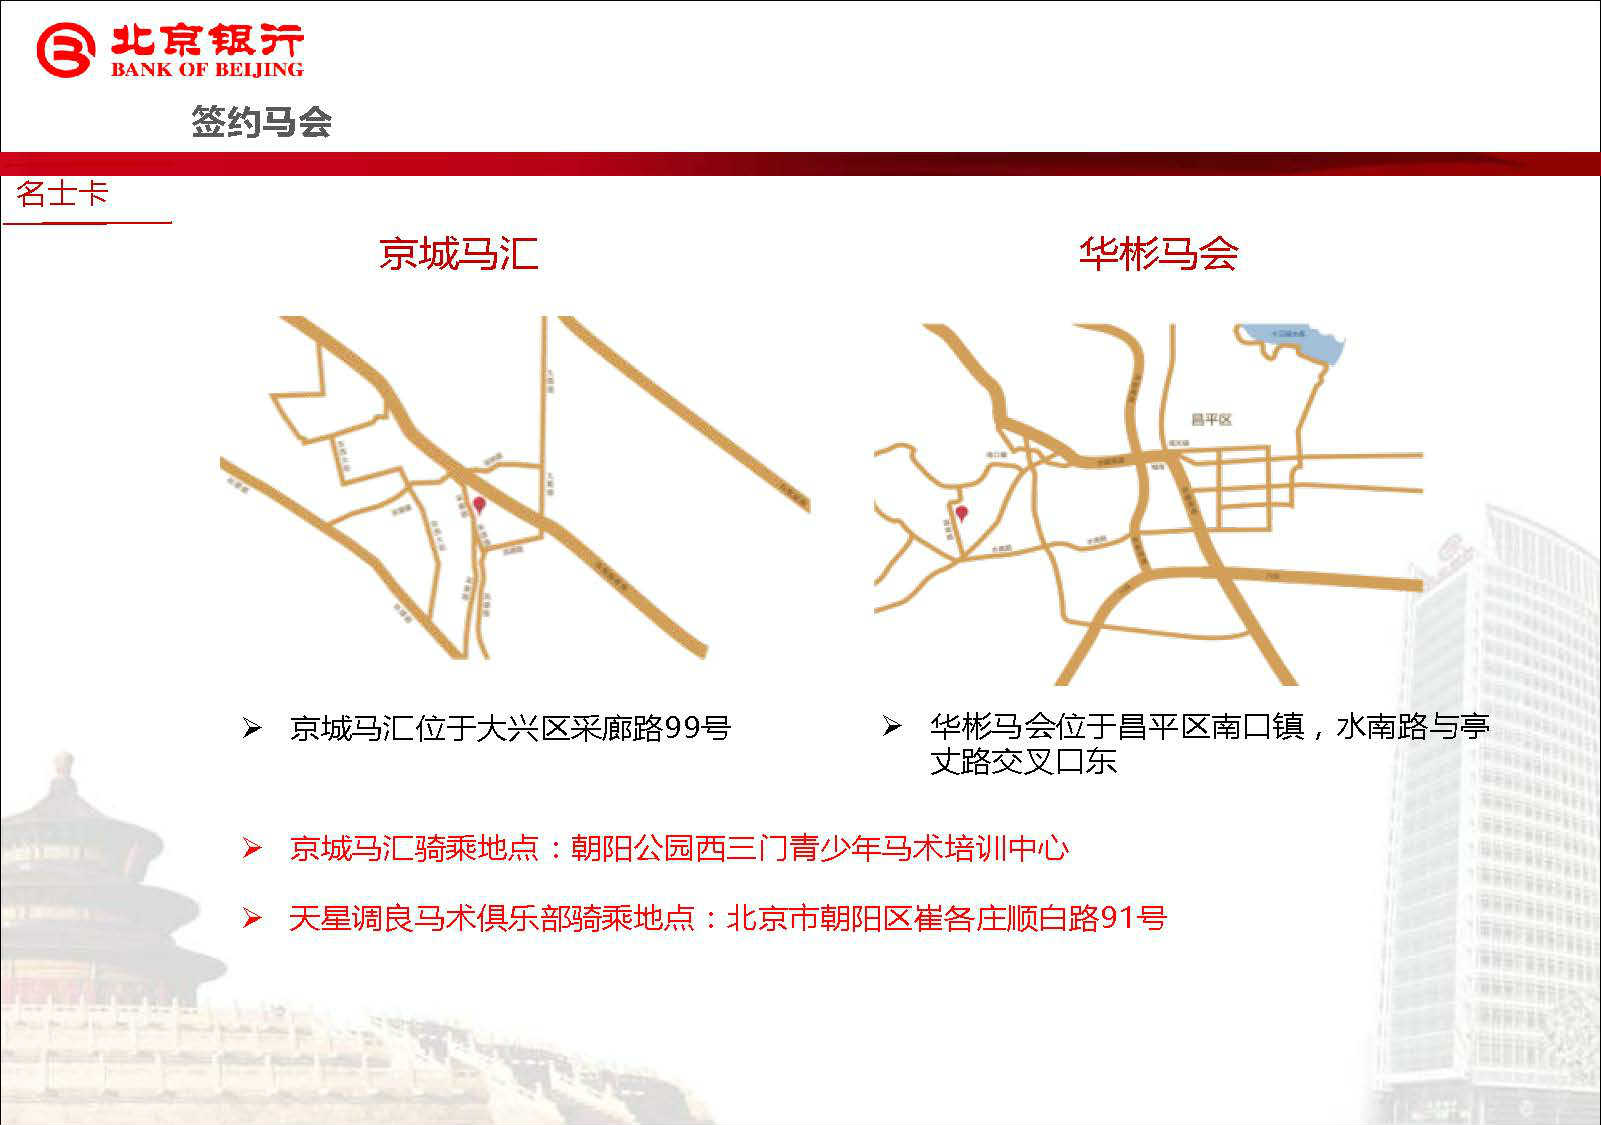 北京银行
BANK OF BEIJING
签约马会
名士卡
京城马汇
华彬马会
昌平区
京城马汇位于大兴区采廊路99号
华彬马会位于昌平区南口镇，水南路与亭
丈路交叉口东
京城马汇骑乘地点：朝阳公园西三门青少年马术培训中心
天星调良马术俱乐部骑乘地点：北京市朝阳区崔各庄顺白路91号